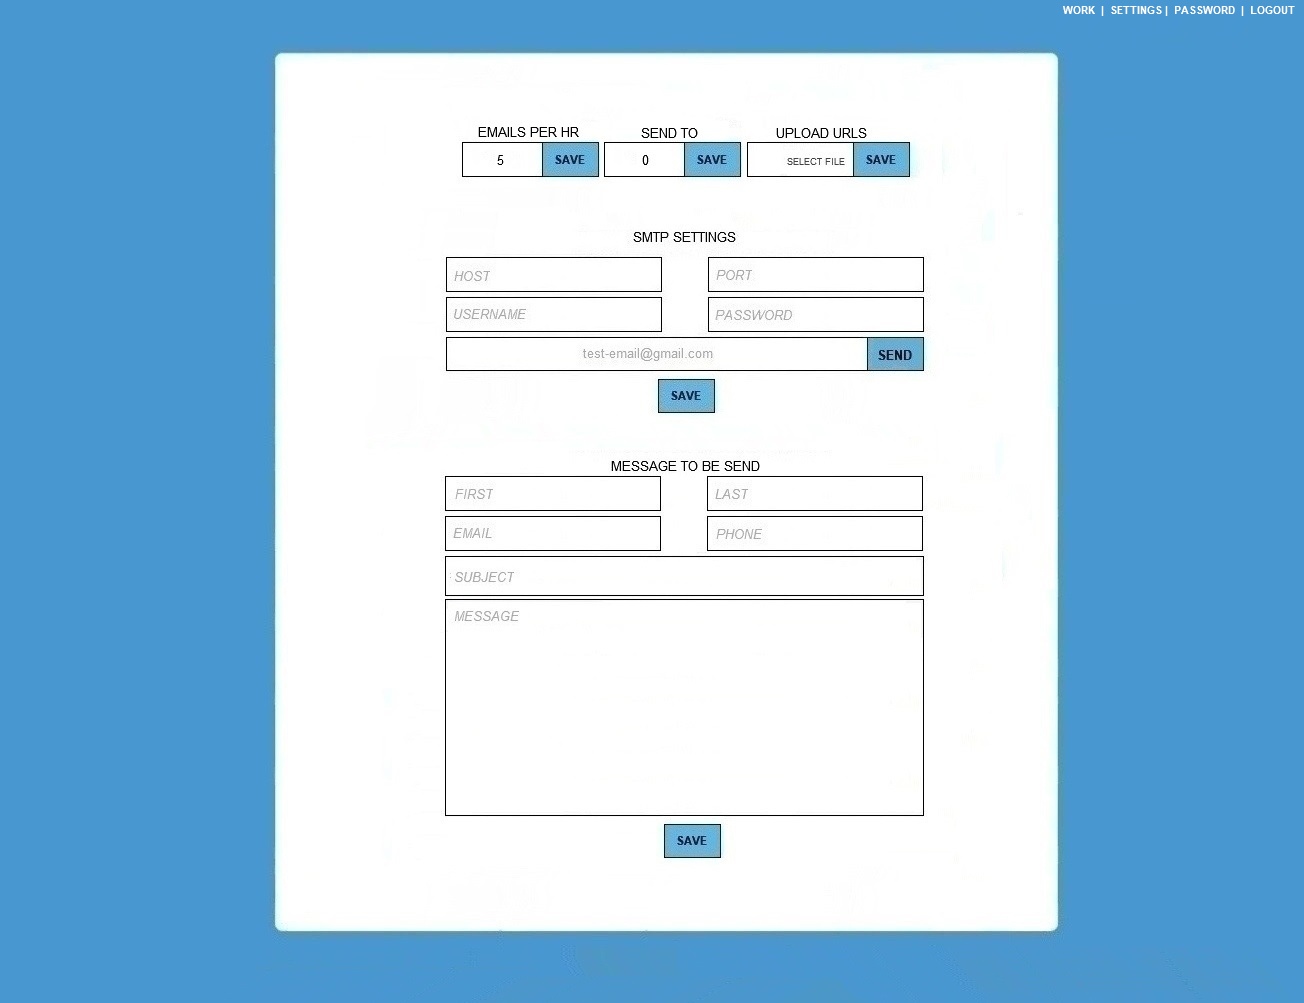 WORK | SETTINGS | PASSWORD | LOGOUT
EMAILS PER HR SEND TO UPLOAD URLS
5 SAVE 0 SAVE SELECT FILE SAVE
SMTP SETTINGS
HOST PORT
USERNAME PASSWORD
test-email@gmail.com SEND
SAVE
MESSAGE TO BE SEND
FIRST LAST
EMAIL PHONE
SUBJECT
MESSAGE
SAVE